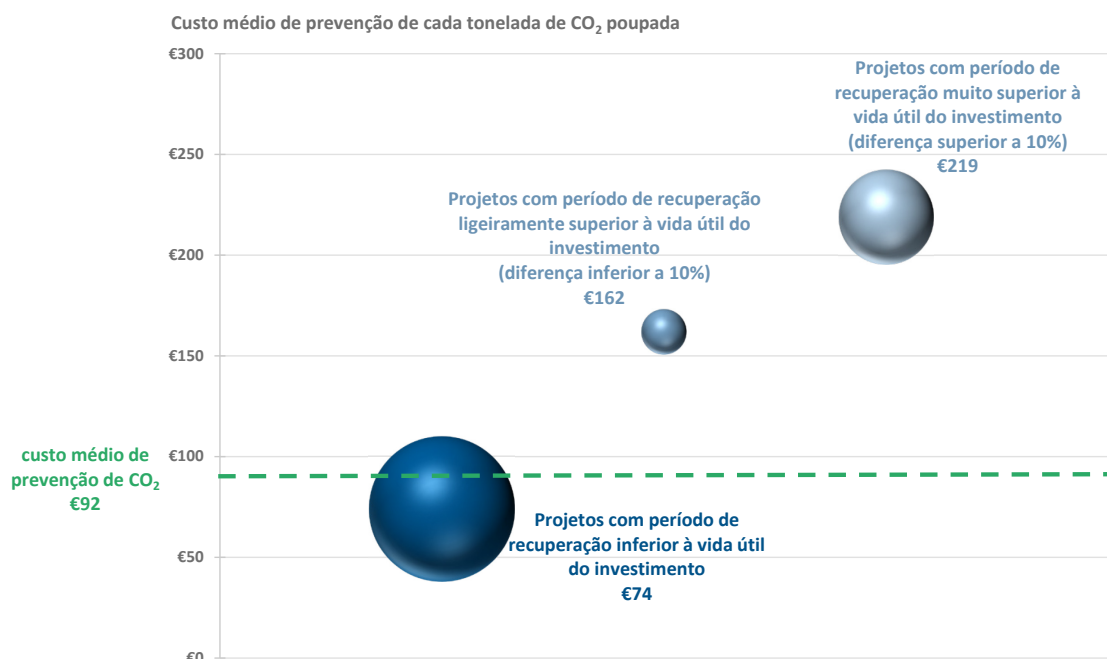 Custo médio de prevenção de cada tonelada de CO₂ poupada
€300
€250
€200
€150
€100
€50
€0
Projetos com período de
recuperação muito superior à
vida útil do investimento
(diferença superior a 10%)
€219
Projetos com período de recuperação
ligeiramente superior à vida útil do
investimento
(diferença inferior a 10%)
€162
custo médio de
prevenção de CO₂
€92
Projetos com período de
recuperação inferior à vida útil
do investimento
€74